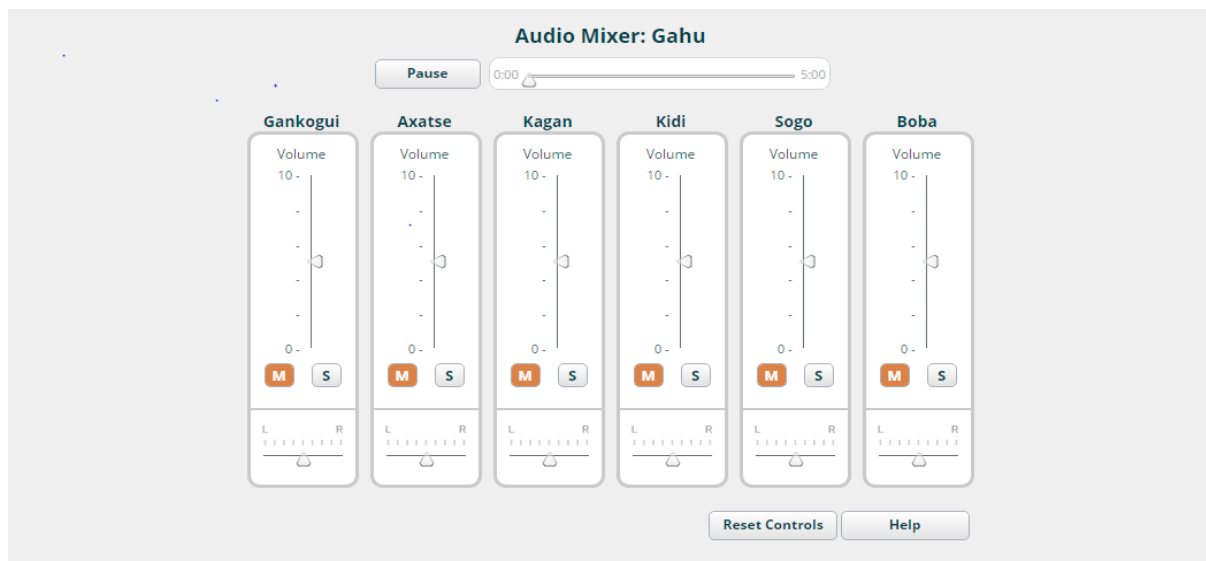 Audio Mixer: Gahu
Pause 0:00 5:00
Gankogui Axatse Kagan Kidi Sogo Boba
Volume Volume Volume Volume Volume Volume
10 - 10 - 10 - 10 - 10 - 10 -
0 - 0 - 0 - 0 - 0 - 0 -
M S M S M S M S M S M S
L R L R L R L R L R L R
Reset Controls Help